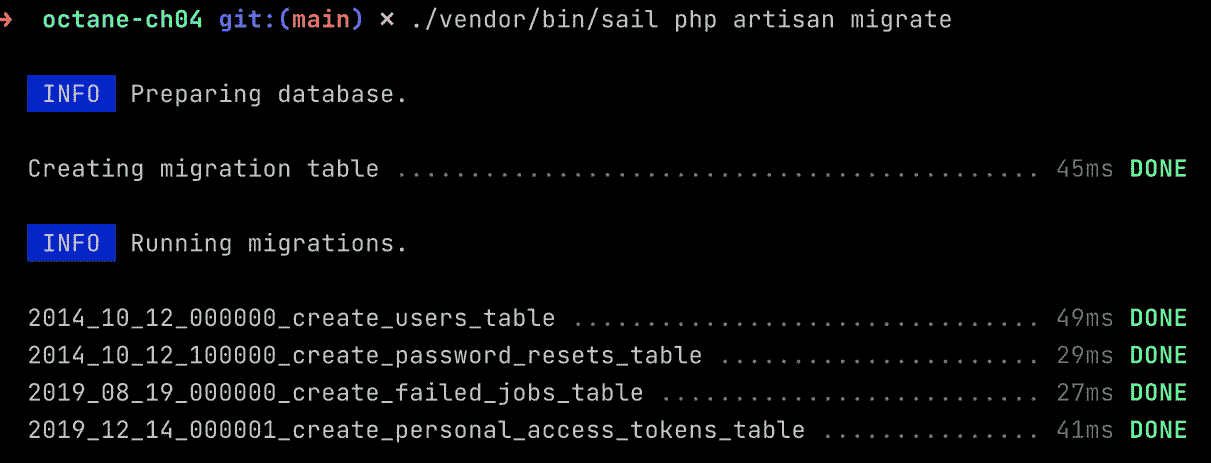 → octane-ch04 git:(main) × ./vendor/bin/sail php artisan migrate
INFO Preparing database.
Creating migration table ............................................ 45ms DONE
INFO Running migrations.
2014_10_12_000000_create_users_table ................................ 49ms DONE
2014_10_12_100000_create_password_resets_table ...................... 29ms DONE
2019_08_19_000000_create_failed_jobs_table .......................... 27ms DONE
2019_12_14_000001_create_personal_access_tokens_table ............... 41ms DONE